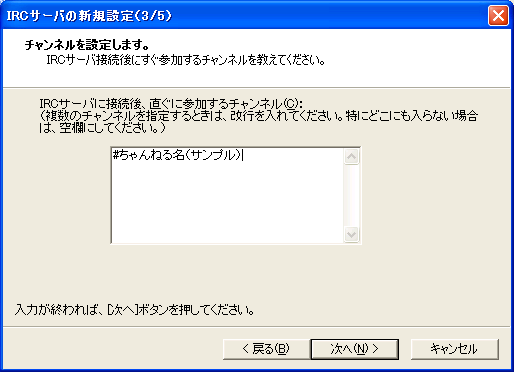 IRCサーバの新規設定(3/5)
チャンネルを設定します。
IRCサーバ接続後にすぐ参加するチャンネルを教えてください。
IRCサーバに接続後、直ぐに参加するチャンネル(C):
(複数のチャンネルを指定するときは、改行を入れてください。特にどこにも入らない場合
は、空欄にしてください。)
#ちゃんねる名(サンプル)
入力が終われば、[次へ]ボタンを押してください。
< 戻る(B)
次へ(N) >
キャンセル